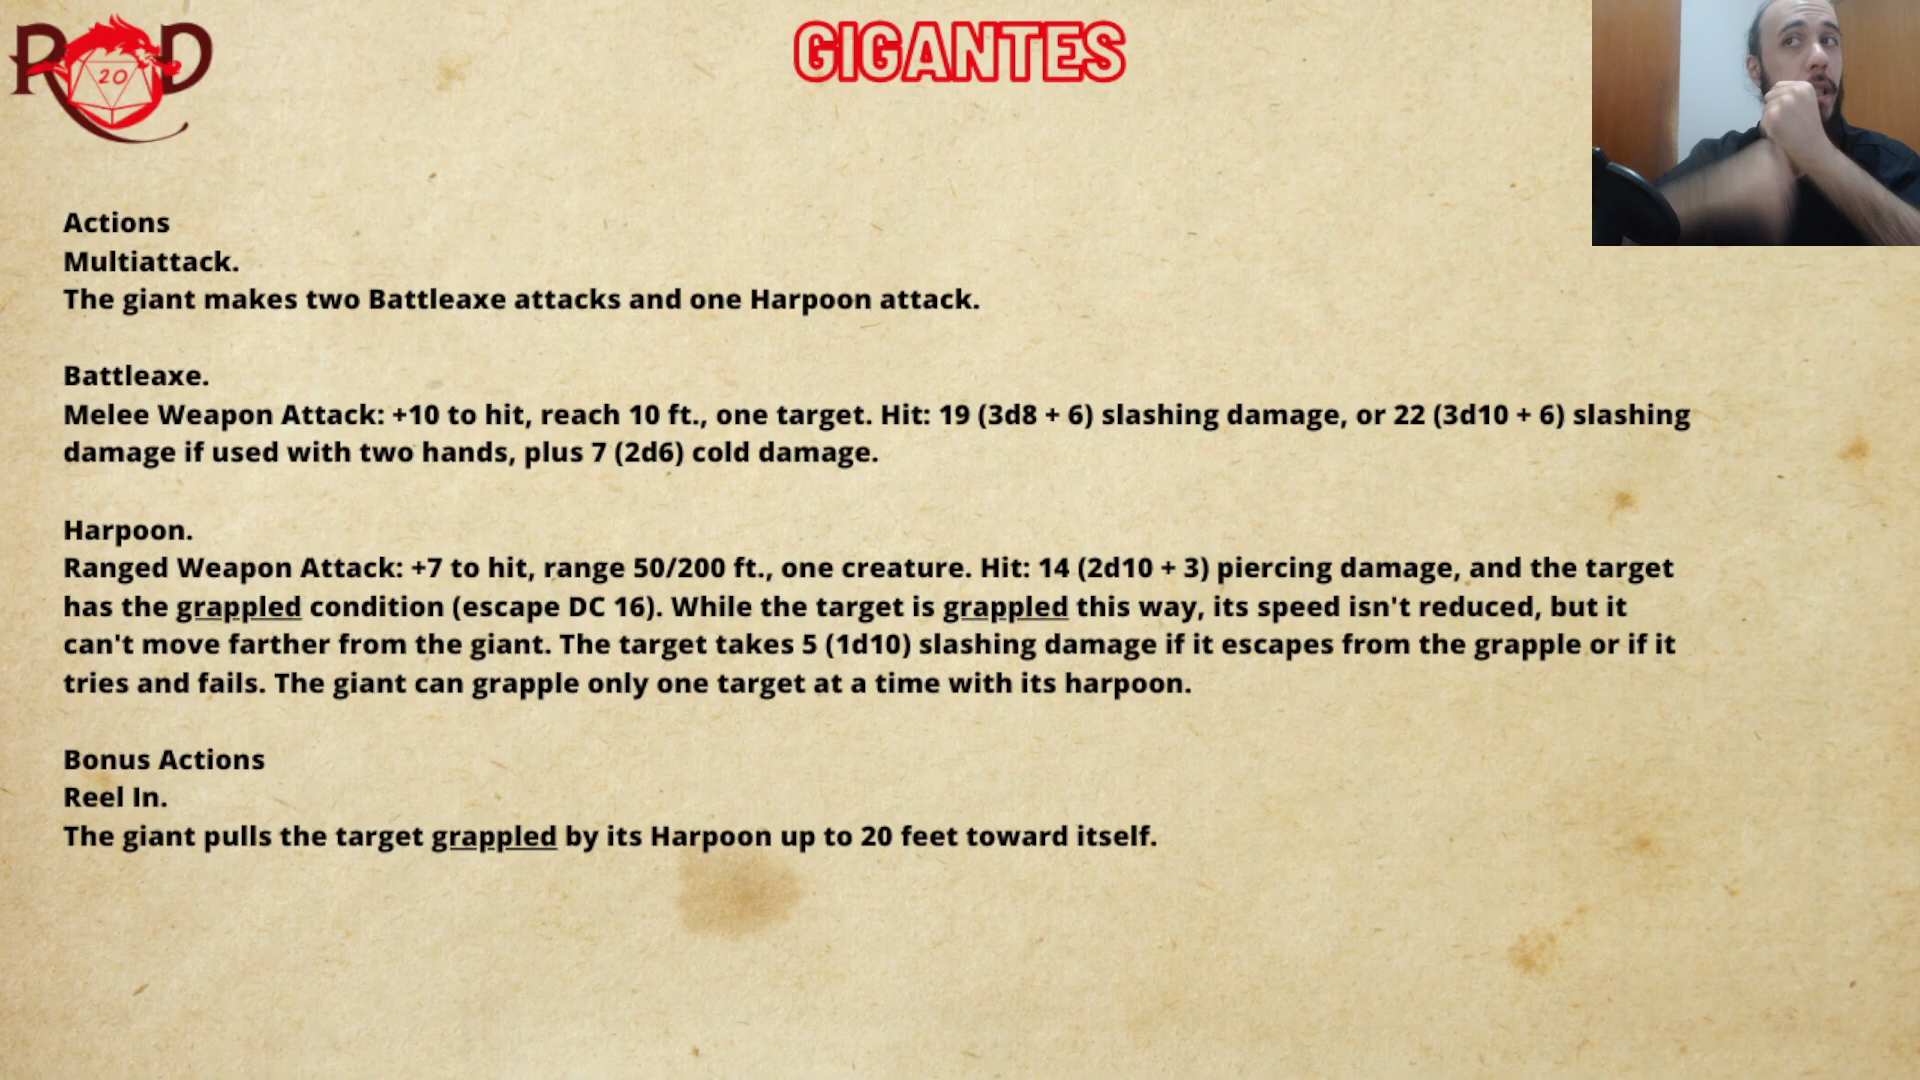 R D
20
GIGANTES
Actions
Multiattack.
The giant makes two Battleaxe attacks and one Harpoon attack.
Battleaxe.
Melee Weapon Attack: +10 to hit, reach 10 ft., one target. Hit: 19 (3d8 + 6) slashing damage, or 22 (3d10 + 6) slashing
damage if used with two hands, plus 7 (2d6) cold damage.
Harpoon.
Ranged Weapon Attack: +7 to hit, range 50/200 ft., one creature. Hit: 14 (2d10 + 3) piercing damage, and the target
has the grappled condition (escape DC 16). While the target is grappled this way, its speed isn't reduced, but it
can't move farther from the giant. The target takes 5 (1d10) slashing damage if it escapes from the grapple or if it
tries and fails. The giant can grapple only one target at a time with its harpoon.
Bonus Actions
Reel In.
The giant pulls the target grappled by its Harpoon up to 20 feet toward itself.